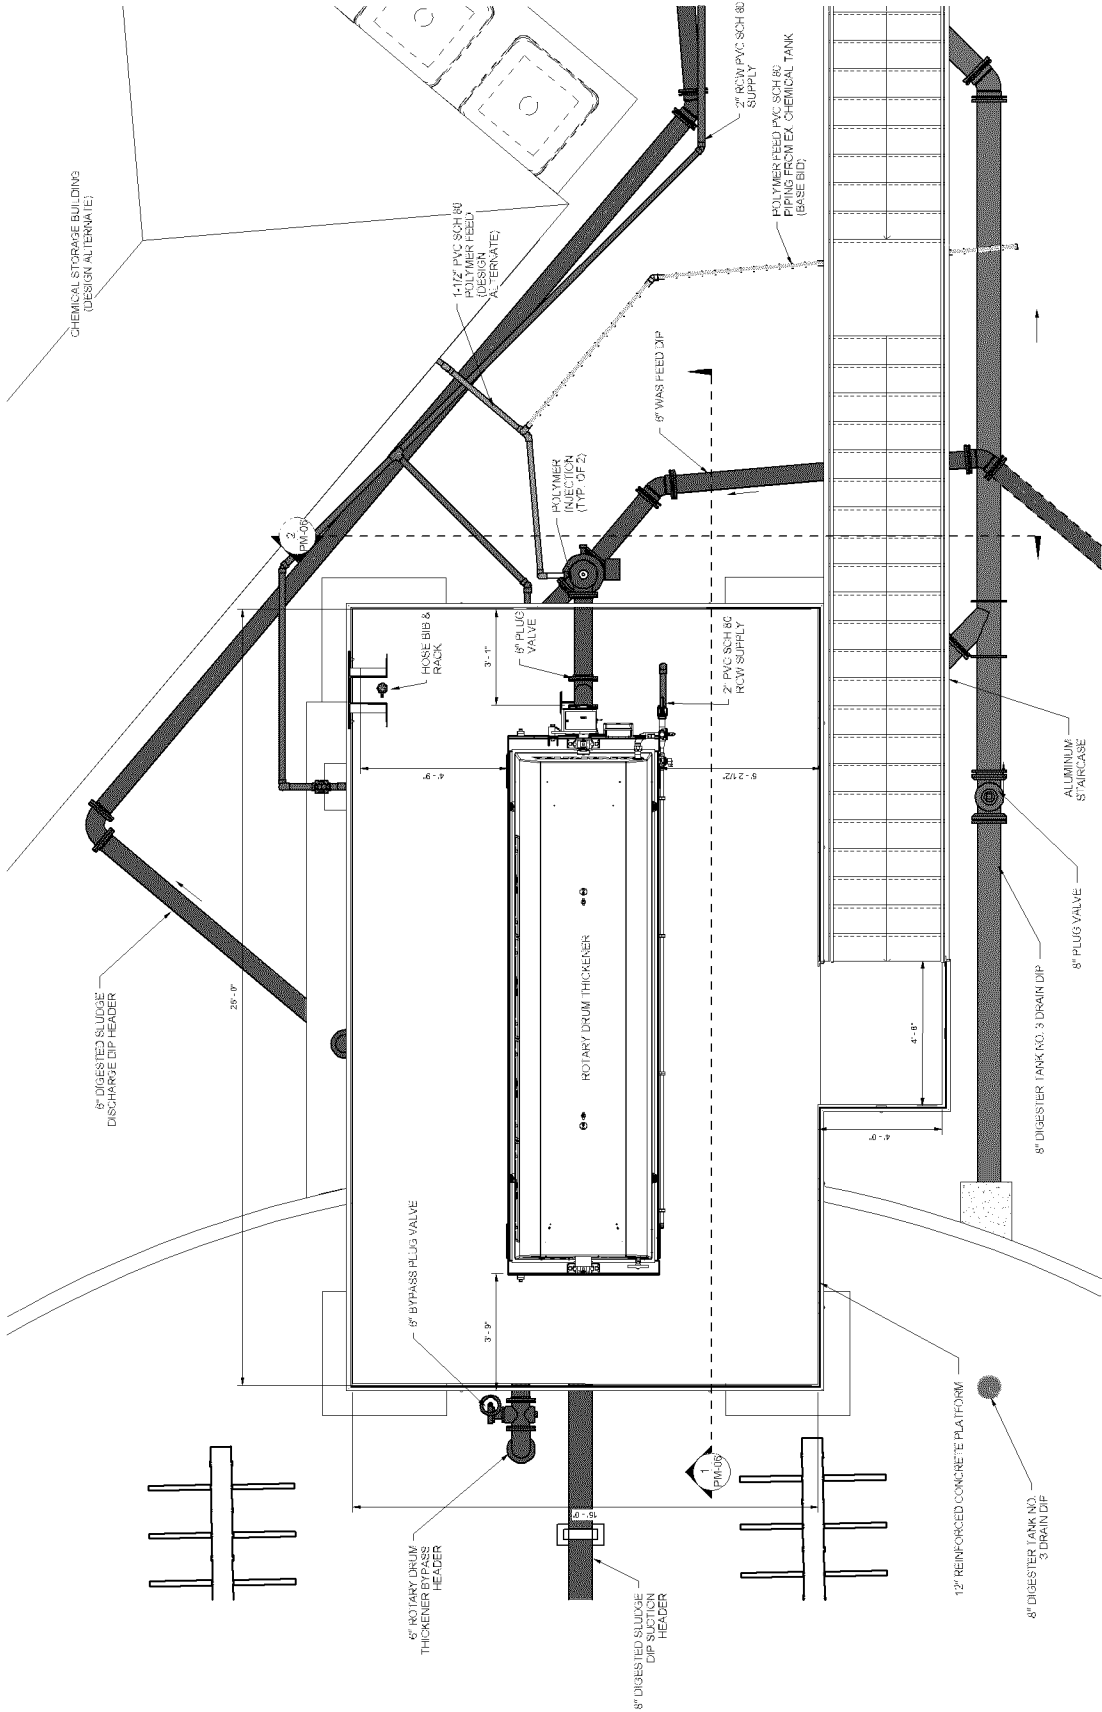 CHEMICAL STORAGE BUILDING
(DESIGN ALTERNATE)
1-1/2" PVC SCH 80
POLYMER FEED
(DESIGN
ALTERNATE)
2" RCW PVC SCH 80
SUPPLY
POLYMER FEED PVC SCH 80
PIPING FROM EX. CHEMICAL TANK
(BASE BID)
6" WAS FEED DIP
POLYMER
INJECTION
(TYP. OF 2)
2
PM-06
HOSE BIB &
RACK
3' - 1"
6" PLUG
VALVE
2" PVC SCH 80
RCW SUPPLY
4' - 9"
5' - 2 1/2"
ALUMINUM
STAIRCASE
8" PLUG VALVE
8" DIGESTER TANK NO. 3 DRAIN DIP
6" DIGESTED SLUDGE
DISCHARGE DIP HEADER
25' - 0"
ROTARY DRUM THICKENER
4' - 8"
4' - 0"
6" BYPASS PLUG VALVE
3' - 9"
1
PM-06
15' - 0"
6" ROTARY DRUM
THICKENER BYPASS
HEADER
8" DIGESTED SLUDGE
DIP SUCTION
HEADER
12" REINFORCED CONCRETE PLATFORM
8" DIGESTER TANK NO.
3 DRAIN DIP